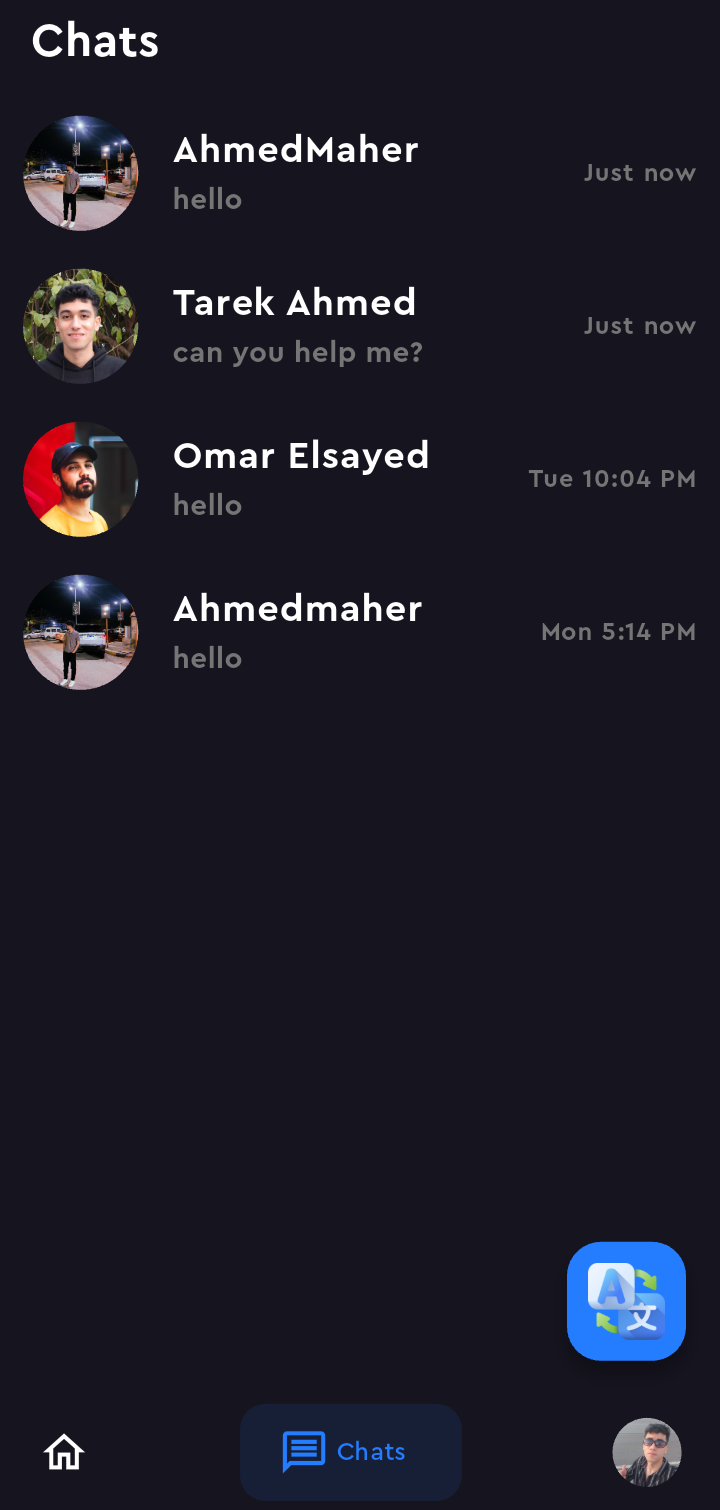 Chats
AhmedMaher
hello
Just now
Tarek Ahmed
can you help me?
Just now
Omar Elsayed
hello
Tue 10:04 PM
Ahmedmaher
hello
Mon 5:14 PM
A
文
Chats